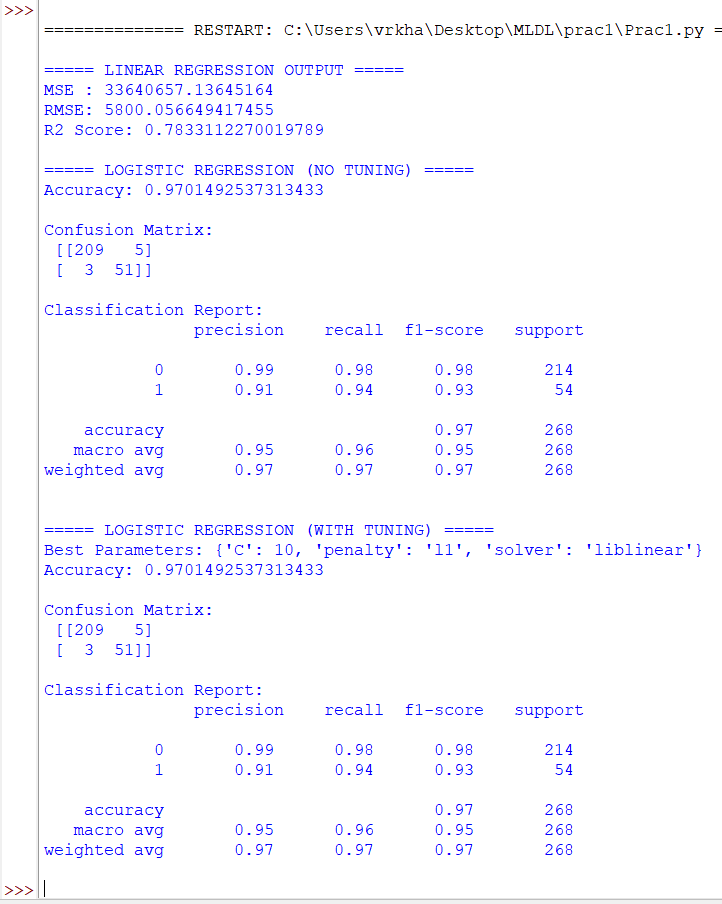 >>>
============== RESTART: C:\Users\vrkha\Desktop\MLDL\prac1\Prac1.py =
===== LINEAR REGRESSION OUTPUT =====
MSE : 33640657.13645164
RMSE: 5800.056649417455
R2 Score: 0.7833112270019789
===== LOGISTIC REGRESSION (NO TUNING) =====
Accuracy: 0.9701492537313433
Confusion Matrix:
[[209   5]
[  3  51]]
Classification Report:
precision    recall  f1-score   support
0       0.99      0.98      0.98       214
1       0.91      0.94      0.93        54
accuracy                           0.97       268
macro avg       0.95      0.96      0.95       268
weighted avg       0.97      0.97      0.97       268
===== LOGISTIC REGRESSION (WITH TUNING) =====
Best Parameters: {'C': 10, 'penalty': 'l1', 'solver': 'liblinear'}
Accuracy: 0.9701492537313433
Confusion Matrix:
[[209   5]
[  3  51]]
Classification Report:
precision    recall  f1-score   support
0       0.99      0.98      0.98       214
1       0.91      0.94      0.93        54
accuracy                           0.97       268
macro avg       0.95      0.96      0.95       268
weighted avg       0.97      0.97      0.97       268
>>>